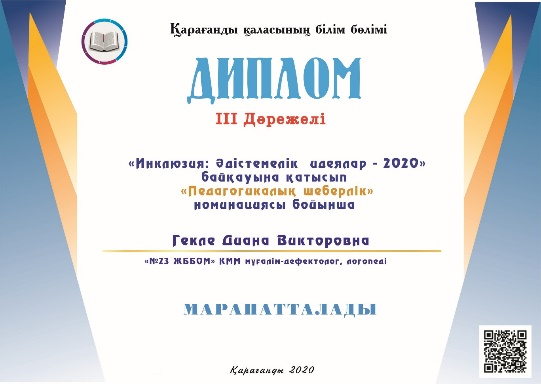 Қарағанды қаласының білім бөлімі
ДИПЛОМ
III Дәрежелі
«Инклюзия: әдістемелік идеялар - 2020»
байқауына қатысып
«Педагогикалық шеберлік»
номинациясы бойынша
Гекле Диана Викторовна
«№23 ЖББОМ» КММ мұғалім-дефектолог, логопеді
МАРАПАТТАЛАДЫ
Қарағанды 2020